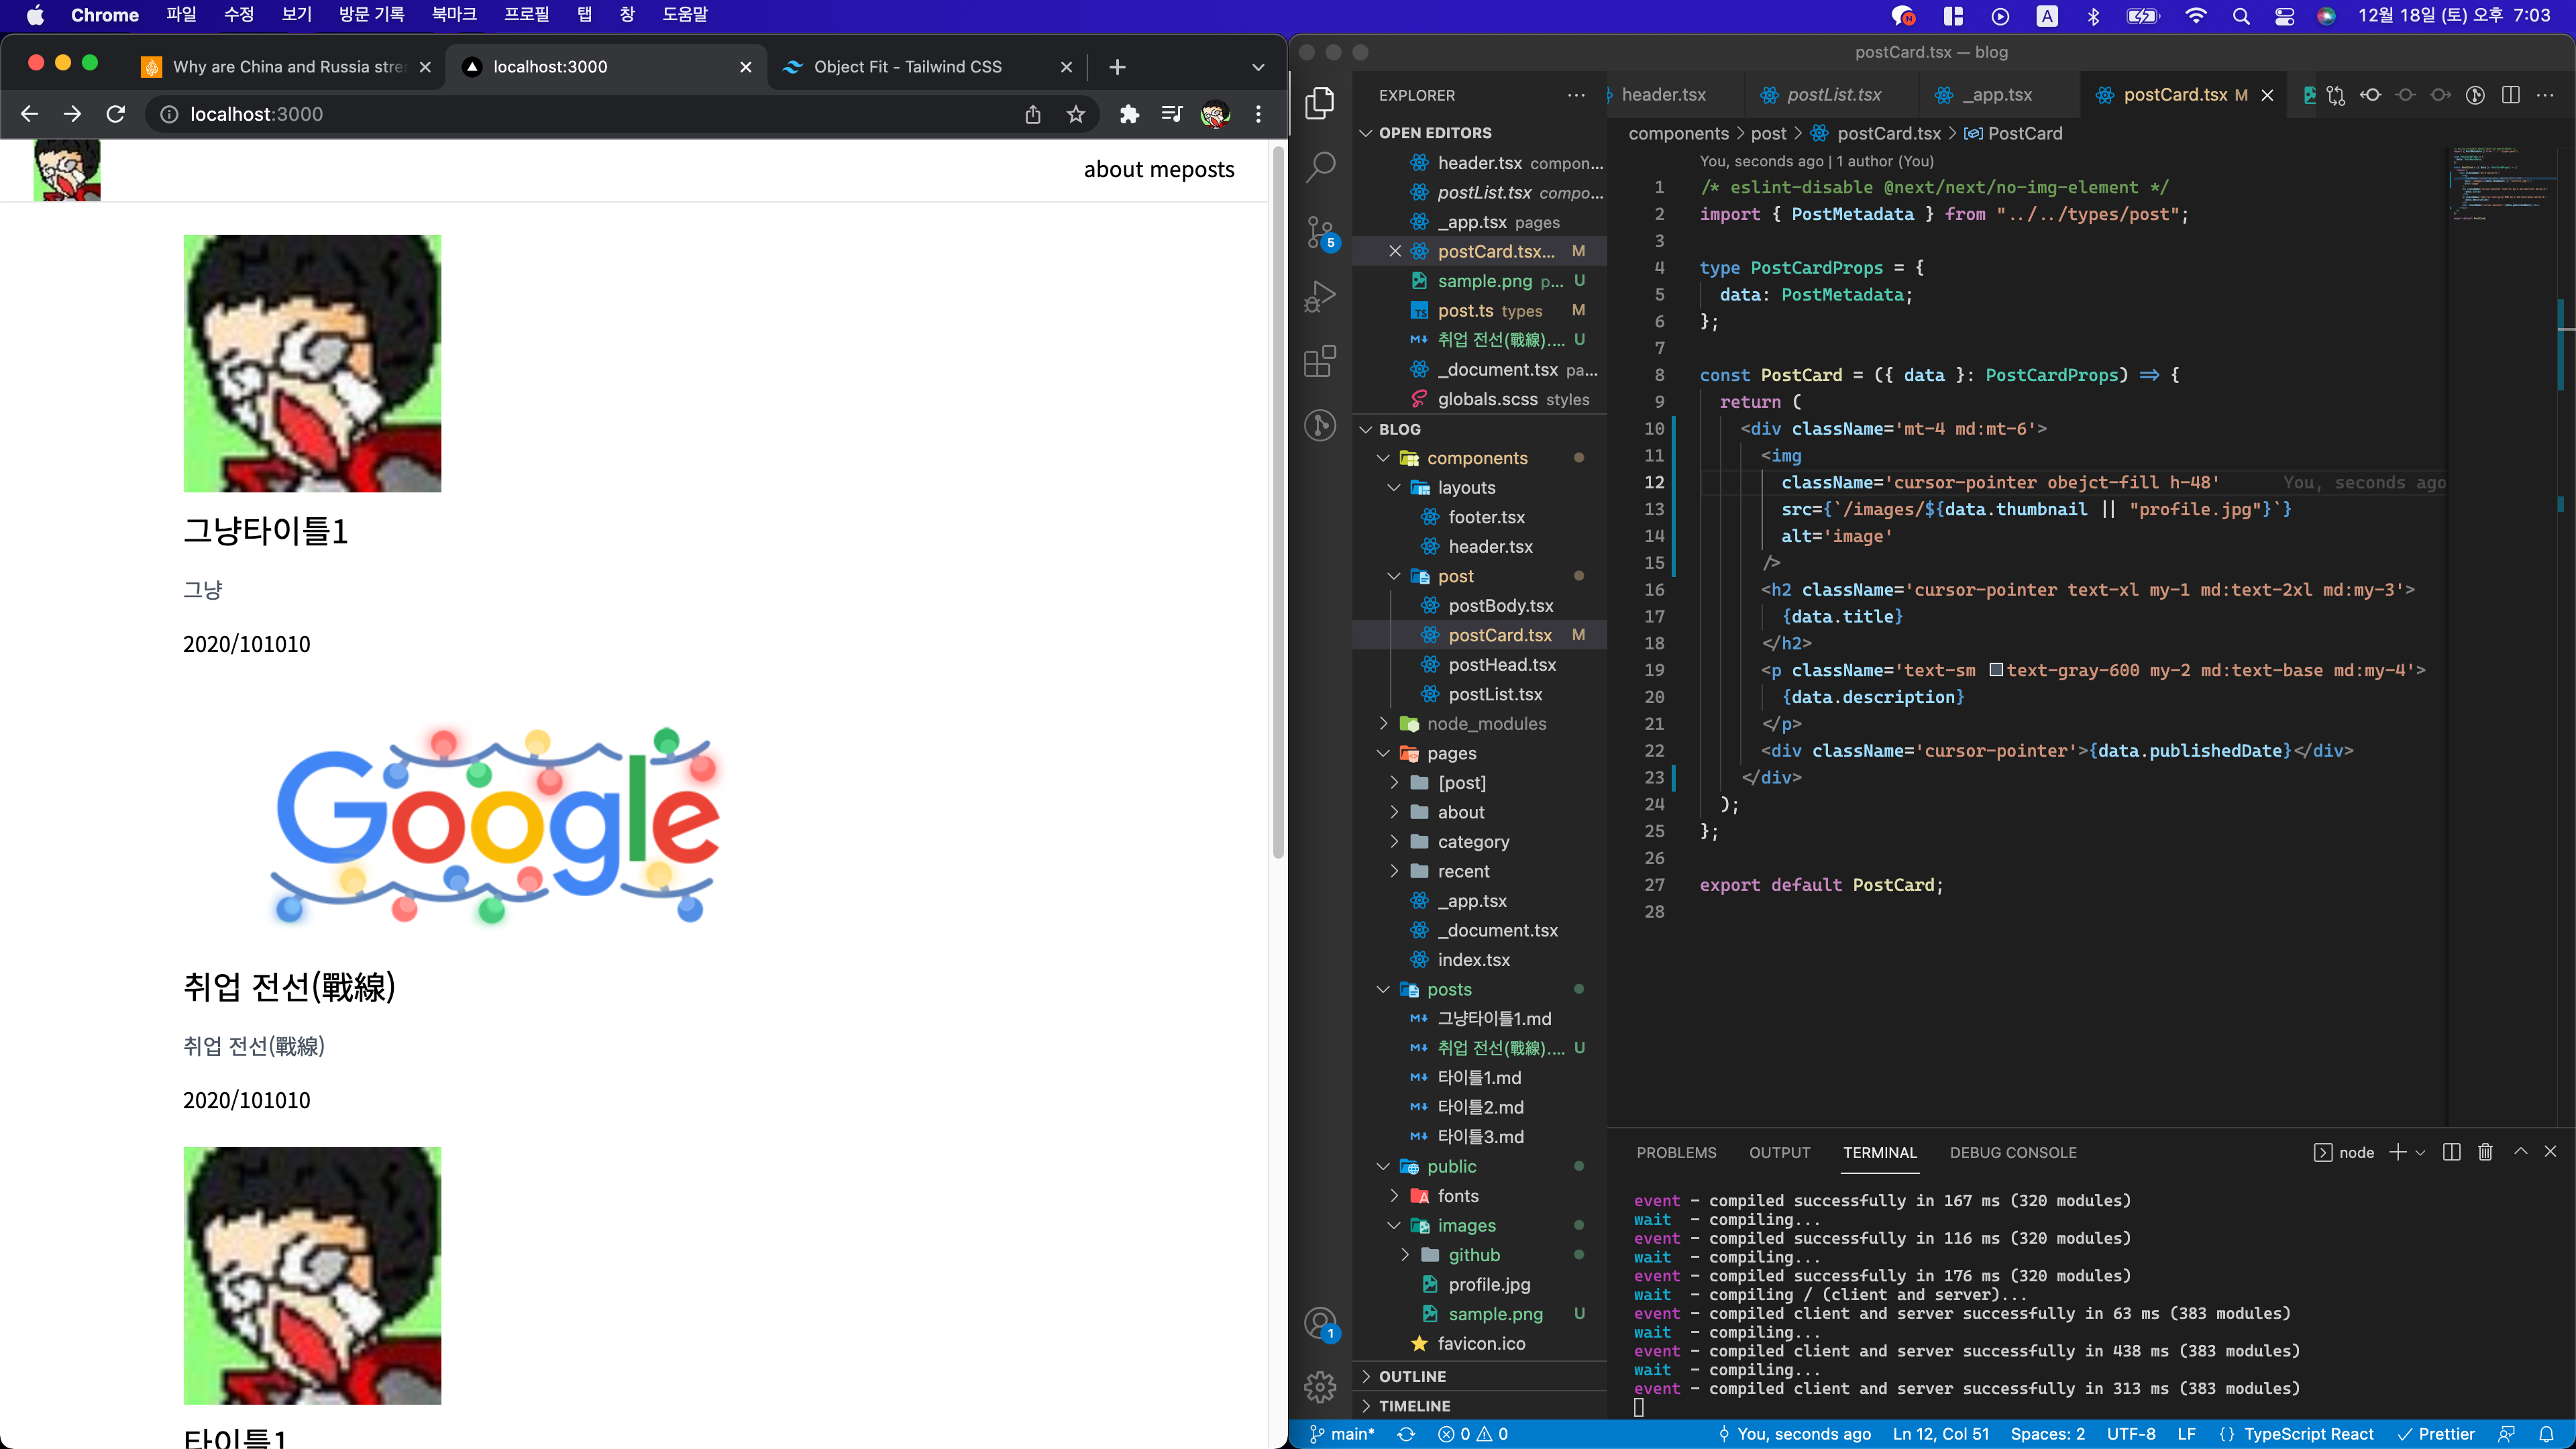 Chrome 파일 수정 보기 방문 기록 북마크 프로필 탭 창 도움말
A 12월 18일 (토) 오후 7:03
Why are China and Russia stre
localhost:3000
Object Fit - Tailwind CSS
localhost:3000
about meposts
그냥타이틀1
그냥
2020/101010
Google
취업 전선(戰線)
취업 전선(戰線)
2020/101010
타이틀1
postCard.tsx — blog
EXPLORER
OPEN EDITORS
header.tsx compon...
postList.tsx compo...
_app.tsx pages
postCard.tsx... M
sample.png p... U
TS post.ts types M
취업 전선(戰線).... U
_document.tsx pa...
globals.scss styles
BLOG
components
layouts
footer.tsx
header.tsx
post
postBody.tsx
postCard.tsx M
postHead.tsx
postList.tsx
node_modules
pages
[post]
about
category
recent
_app.tsx
_document.tsx
index.tsx
posts
그냥타이틀1.md
취업 전선(戰線).... U
타이틀1.md
타이틀2.md
타이틀3.md
public
fonts
images
github
profile.jpg
sample.png U
favicon.ico
OUTLINE
TIMELINE
5
1
header.tsx postList.tsx _app.tsx postCard.tsx M
components > post > postCard.tsx > PostCard
You, seconds ago | 1 author (You)
1 /* eslint-disable @next/next/no-img-element */
2 import { PostMetadata } from "../../types/post";
3
4 type PostCardProps = {
5 data: PostMetadata;
6 };
7
8 const PostCard = ({ data }: PostCardProps) => {
9 return (
10 <div className='mt-4 md:mt-6'>
11 <img
12 className='cursor-pointer obejct-fill h-48' You, seconds ago
13 src={`/images/${data.thumbnail || "profile.jpg"}`}
14 alt='image'
15 />
16 <h2 className='cursor-pointer text-xl my-1 md:text-2xl md:my-3'>
17 {data.title}
18 </h2>
19 <p className='text-sm text-gray-600 my-2 md:text-base md:my-4'>
20 {data.description}
21 </p>
22 <div className='cursor-pointer'>{data.publishedDate}</div>
23 </div>
24 );
25 };
26
27 export default PostCard;
28
PROBLEMS OUTPUT TERMINAL DEBUG CONSOLE node
event - compiled successfully in 167 ms (320 modules)
wait - compiling...
event - compiled successfully in 116 ms (320 modules)
wait - compiling...
event - compiled successfully in 176 ms (320 modules)
wait - compiling / (client and server)...
event - compiled client and server successfully in 63 ms (383 modules)
wait - compiling...
event - compiled client and server successfully in 438 ms (383 modules)
wait - compiling...
event - compiled client and server successfully in 313 ms (383 modules)
main* 0 0 You, seconds ago Ln 12, Col 51 Spaces: 2 UTF-8 LF {} TypeScript React Prettier